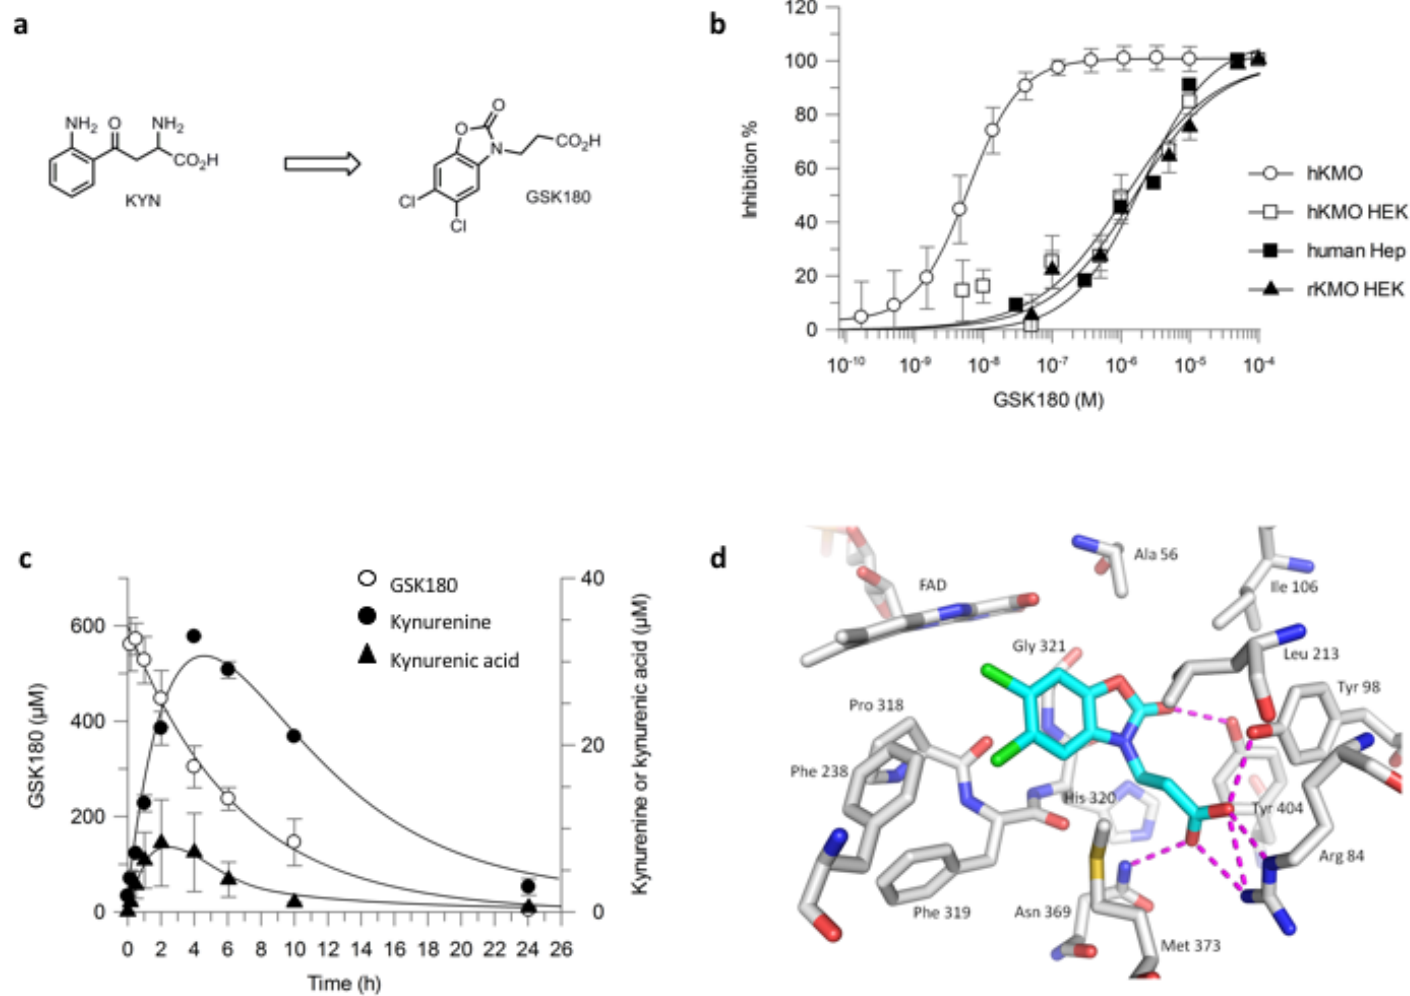 a
NH₂
O
NH₂
CO₂H
KYN
O
O
N
CO₂H
Cl
Cl
GSK180
b
120
100
80
60
40
20
0
Inhibition %
10⁻¹⁰
10⁻⁹
10⁻⁸
10⁻⁷
10⁻⁶
10⁻⁵
10⁻⁴
GSK180 (M)
hKMO
hKMO HEK
human Hep
rKMO HEK
c
GSK180
Kynurenine
Kynurenic acid
600
400
200
0
GSK180 (µM)
40
20
0
Kynurenine or kynurenic acid (µM)
0 2 4 6 8 10 12 14 16 18 20 22 24 26
Time (h)
d
Ala 56
FAD
Ile 106
Gly 321
Leu 213
Tyr 98
Pro 318
Phe 238
His 320
Tyr 404
Arg 84
Phe 319
Asn 369
Met 373